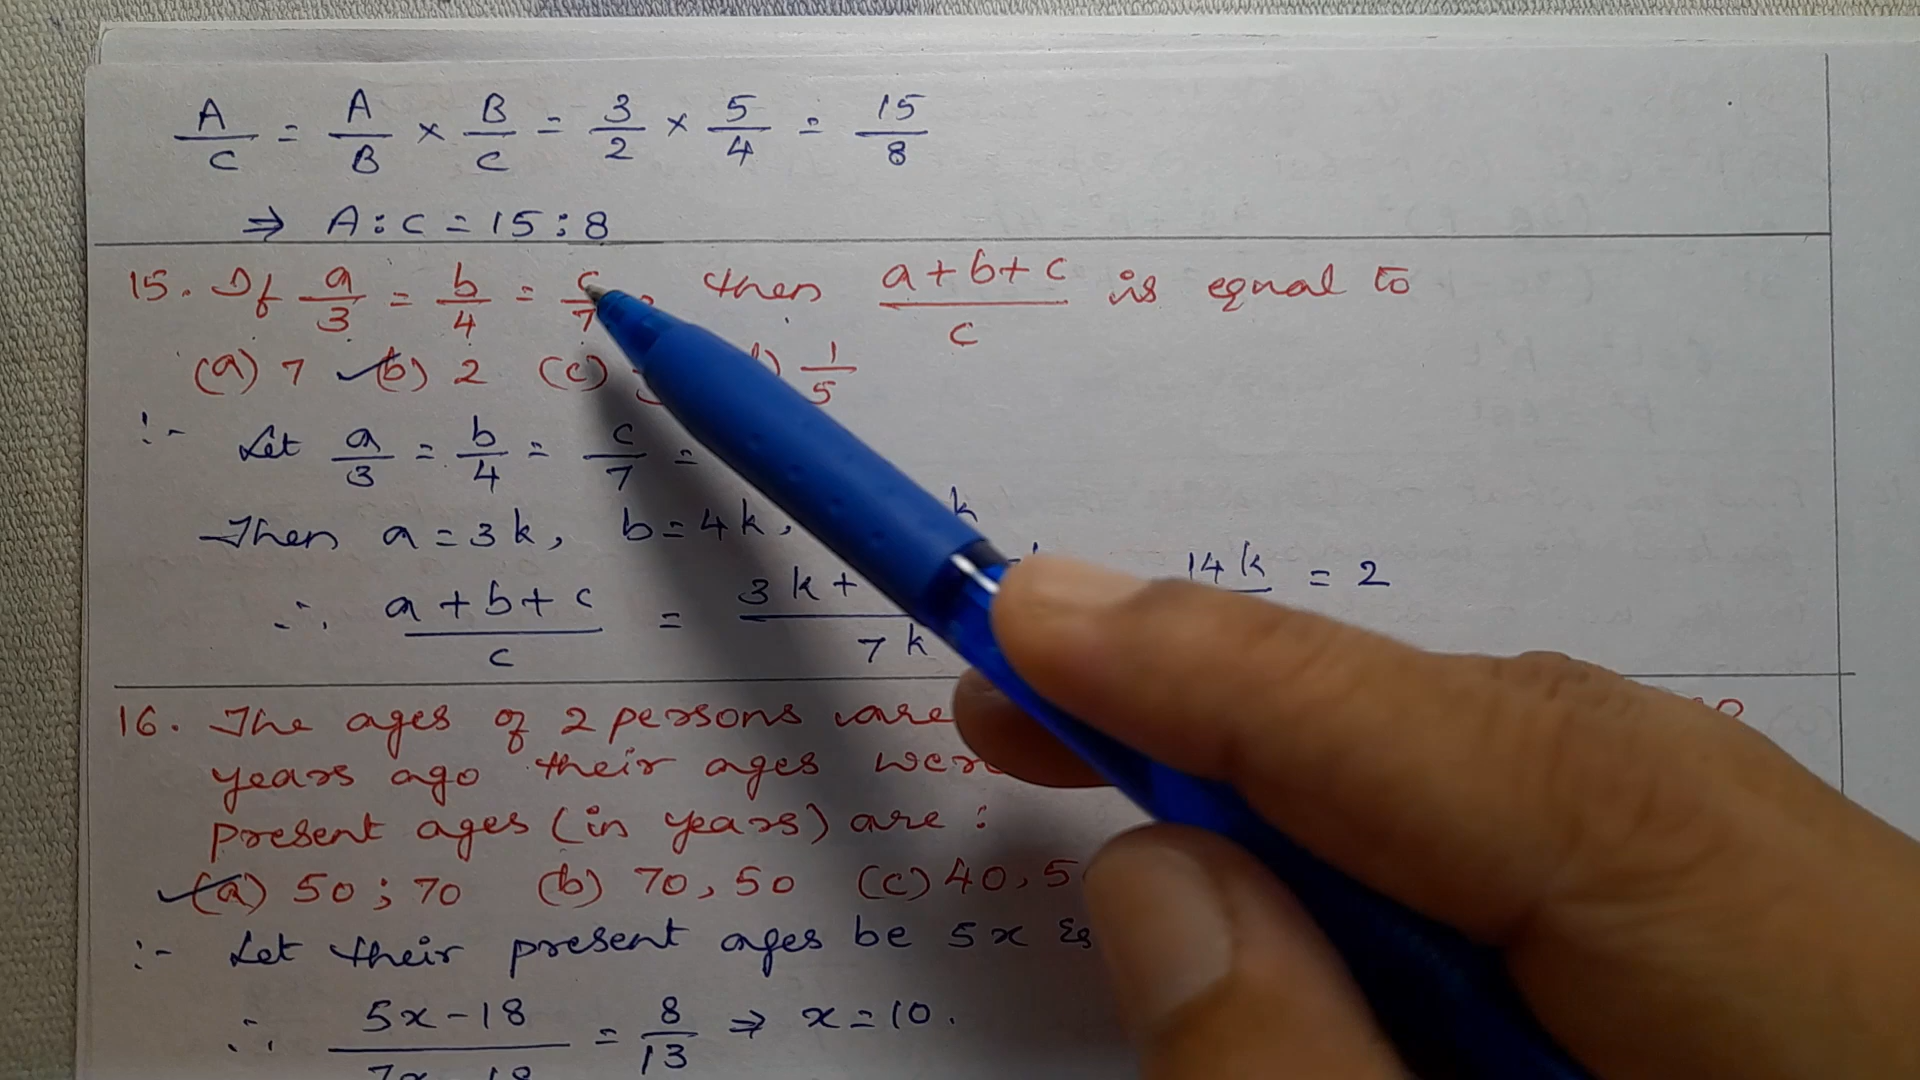 A/C = A/B × B/C = 3/2 × 5/4 = 15/8
⇒ A:C = 15:8
15. If a/3 = b/4 = c/7, then (a+b+c)/c is equal to
(a) 7 (b) 2 (c) (d) 1/5
:- Let a/3 = b/4 = c/7 =
Then a=3k, b=4k, k
∴ (a+b+c)/c = 3k+ /7k 14k = 2
16. The ages of 2 persons are
years ago their ages were
present ages (in years) are:
(a) 50; 70 (b) 70, 50 (c) 40, 5
:- Let their present ages be 5x &
∴ (5x-18)/(7x-18) = 8/13 ⇒ x=10.